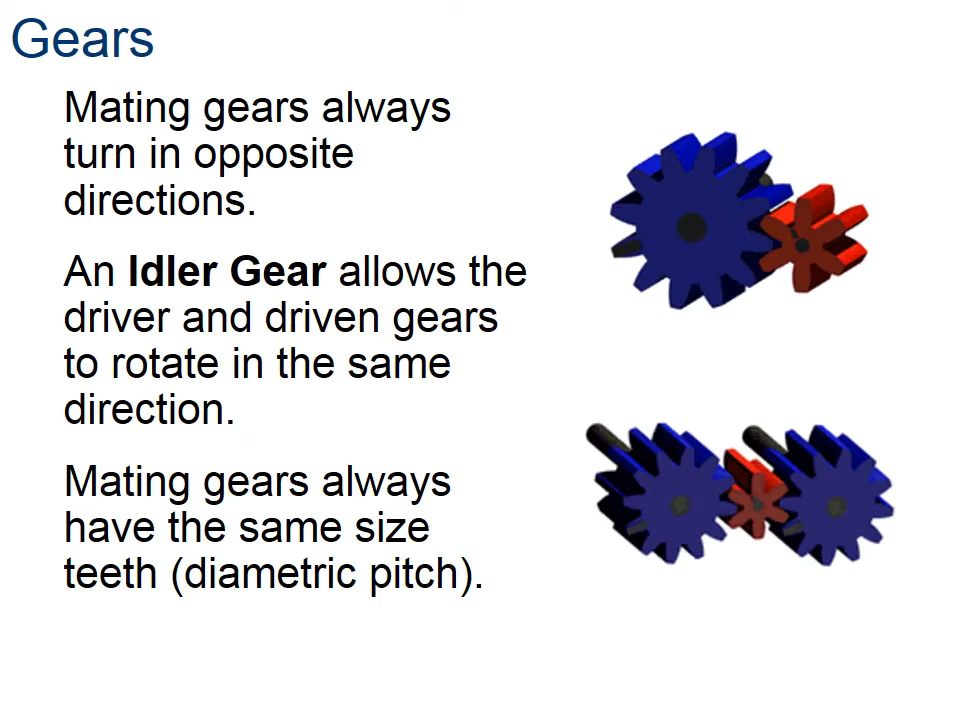 Gears
Mating gears always
turn in opposite
directions.
An Idler Gear allows the
driver and driven gears
to rotate in the same
direction.
Mating gears always
have the same size
teeth (diametric pitch).